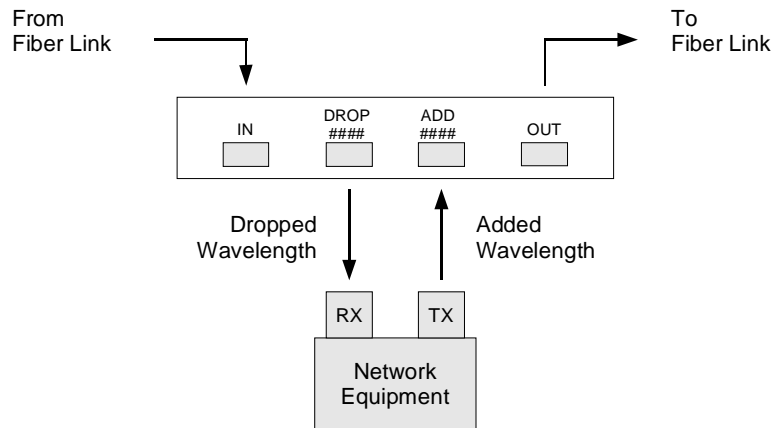 From
Fiber Link
To
Fiber Link
IN
DROP
####
ADD
####
OUT
Dropped
Wavelength
Added
Wavelength
RX
TX
Network
Equipment